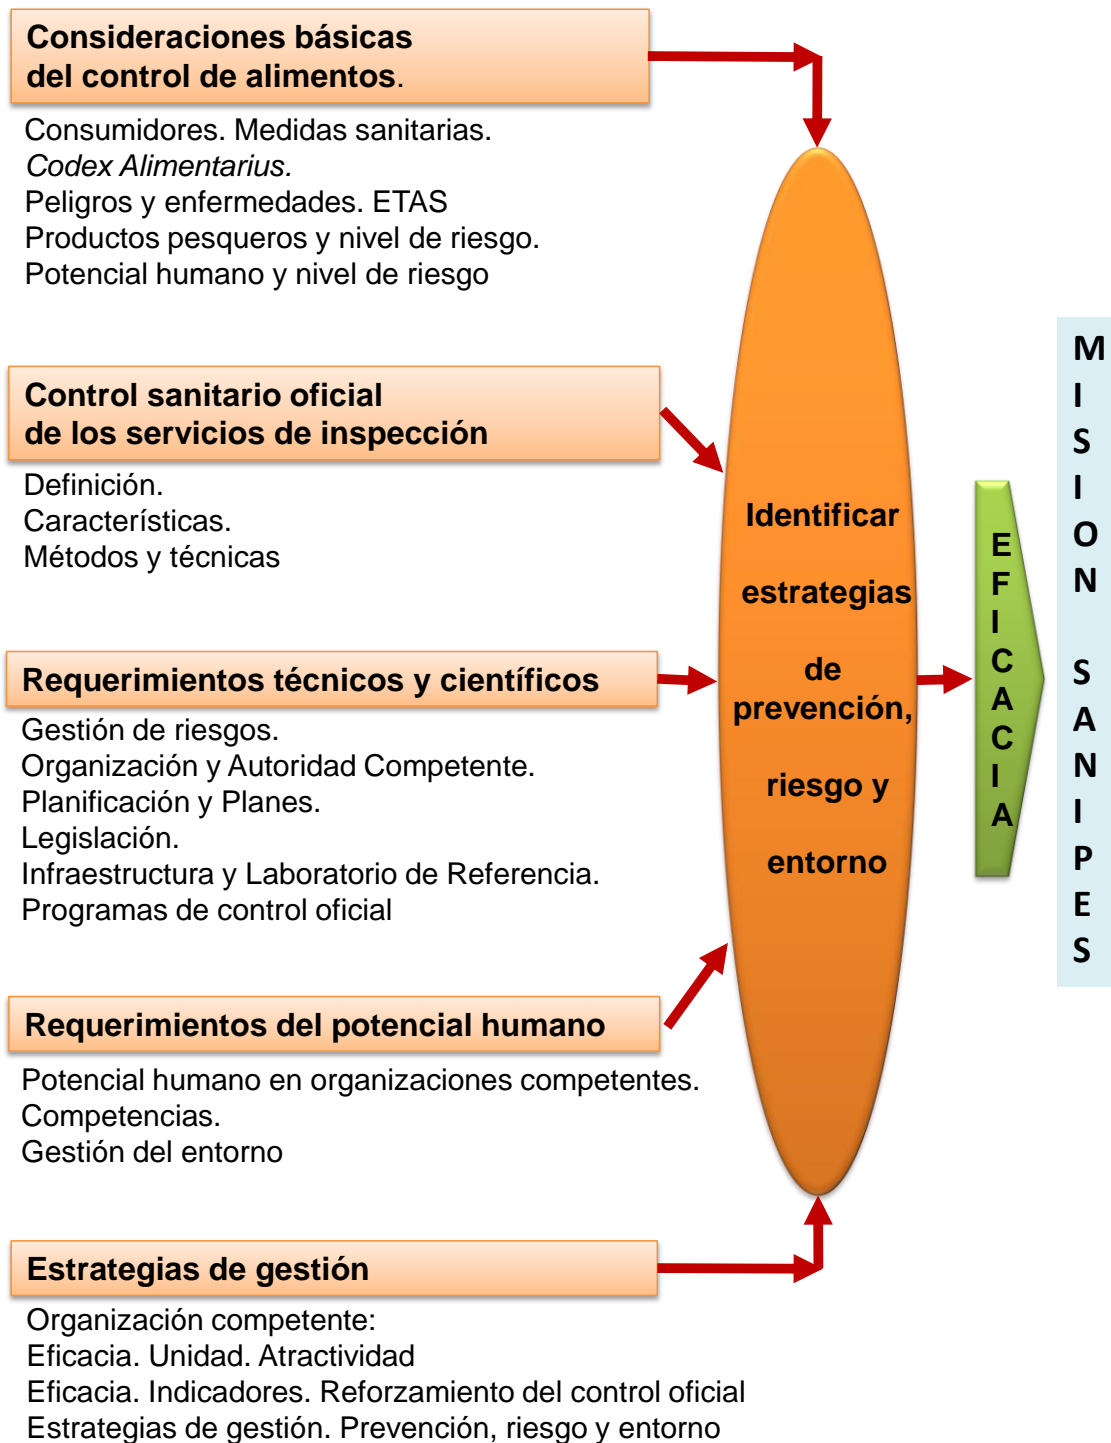 Consideraciones básicas
del control de alimentos.
Consumidores. Medidas sanitarias.
Codex Alimentarius.
Peligros y enfermedades. ETAS
Productos pesqueros y nivel de riesgo.
Potencial humano y nivel de riesgo
Control sanitario oficial
de los servicios de inspección
Definición.
Características.
Métodos y técnicas
Requerimientos técnicos y científicos
Gestión de riesgos.
Organización y Autoridad Competente.
Planificación y Planes.
Legislación.
Infraestructura y Laboratorio de Referencia.
Programas de control oficial
Requerimientos del potencial humano
Potencial humano en organizaciones competentes.
Competencias.
Gestión del entorno
Estrategias de gestión
Organización competente:
Eficacia. Unidad. Atractividad
Eficacia. Indicadores. Reforzamiento del control oficial
Estrategias de gestión. Prevención, riesgo y entorno
Identificar
estrategias
de
prevención,
riesgo y
entorno
EFICACIA
MISION SANIPES